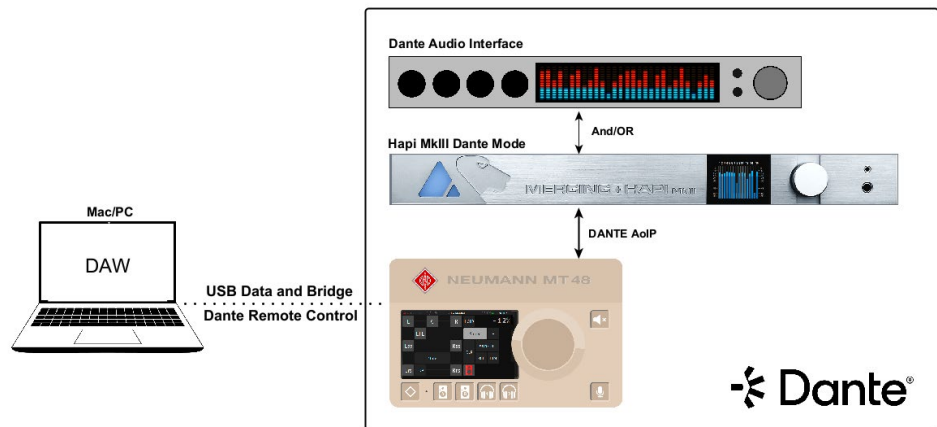 Dante Audio Interface
And/OR
Hapi MkIII Dante Mode
MERGING+HAPI MKIII
DANTE AoIP
Mac/PC
DAW
USB Data and Bridge
Dante Remote Control
NEUMANN MT48
L
C
R
Dante®